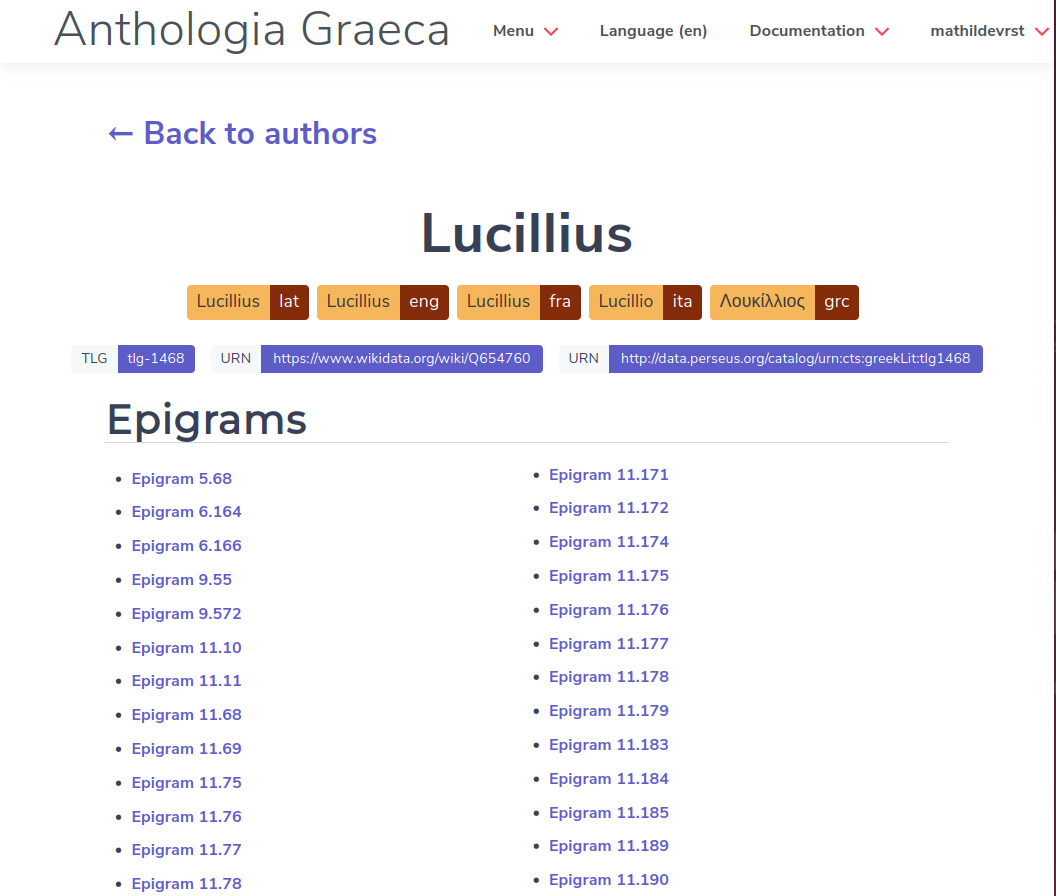 Anthologia Graeca Menu Language (en) Documentation mathildevrst
← Back to authors
Lucillius
Lucillius lat Lucillius eng Lucillius fra Lucillio ita Λουκίλλιος grc
TLG tlg-1468 URN https://www.wikidata.org/wiki/Q654760 URN http://data.perseus.org/catalog/urn:cts:greekLit:tlg1468
Epigrams
• Epigram 5.68
• Epigram 6.164
• Epigram 6.166
• Epigram 9.55
• Epigram 9.572
• Epigram 11.10
• Epigram 11.11
• Epigram 11.68
• Epigram 11.69
• Epigram 11.75
• Epigram 11.76
• Epigram 11.77
• Epigram 11.78
• Epigram 11.171
• Epigram 11.172
• Epigram 11.174
• Epigram 11.175
• Epigram 11.176
• Epigram 11.177
• Epigram 11.178
• Epigram 11.179
• Epigram 11.183
• Epigram 11.184
• Epigram 11.185
• Epigram 11.189
• Epigram 11.190